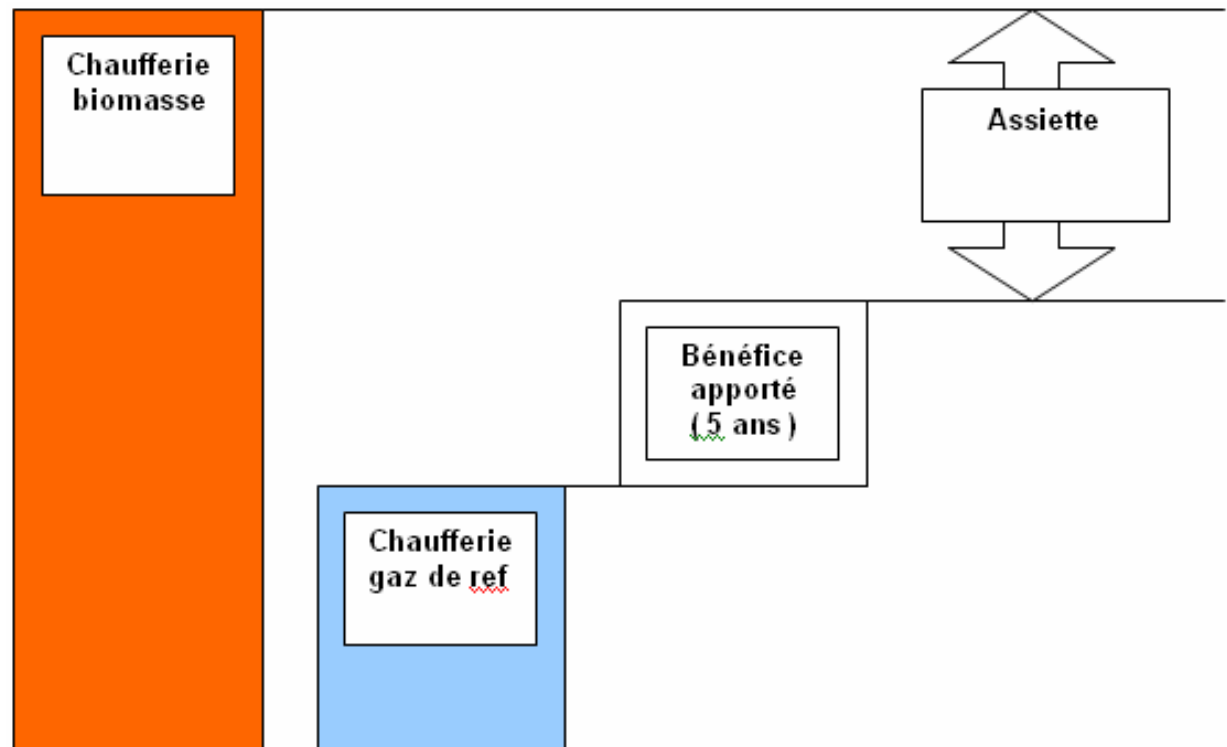 Chaufferie
biomasse
Assiette
Bénéfice
apporté
( 5 ans )
Chaufferie
gaz de ref